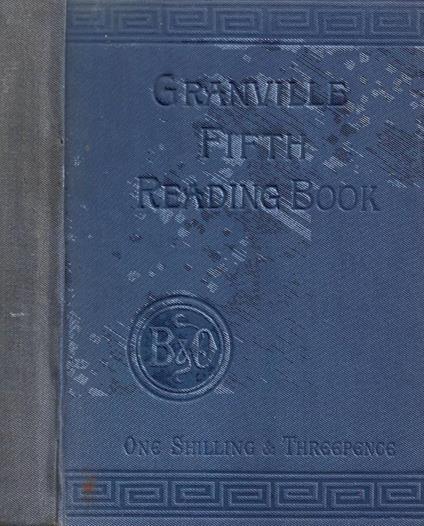 GRANVILLE
FIFTH
READING BOOK
B&O
ONE SHILLING & THREEPENCE